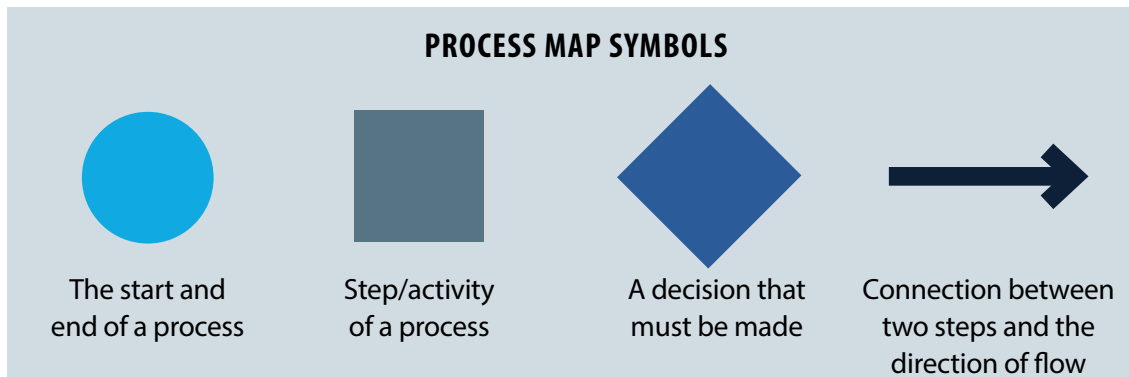 PROCESS MAP SYMBOLS
The start and
end of a process
Step/activity
of a process
A decision that
must be made
Connection between
two steps and the
direction of flow